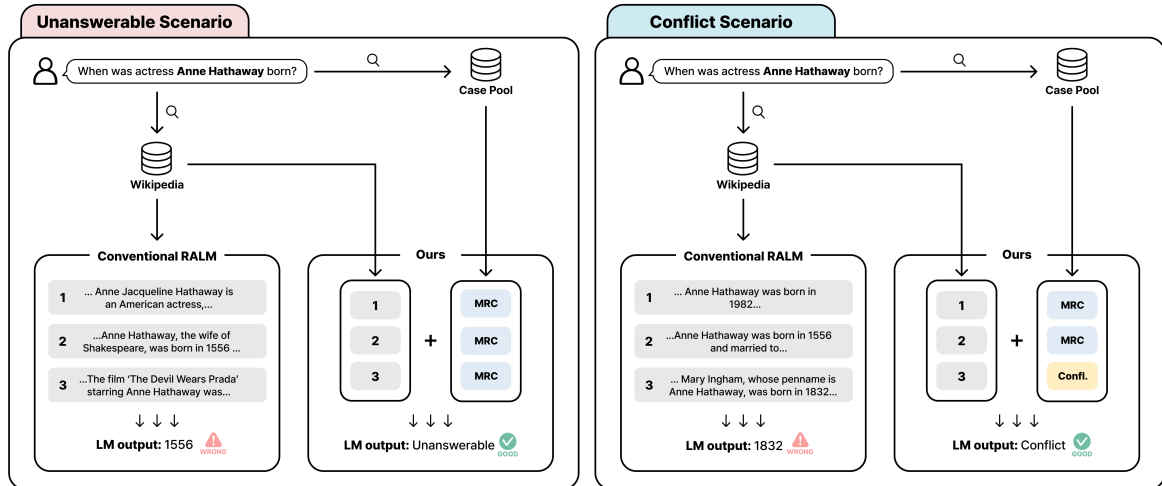 Unanswerable Scenario
When was actress Anne Hathaway born?
Case Pool
Wikipedia
Conventional RALM
1
... Anne Jacqueline Hathaway is
an American actress,...
2
...Anne Hathaway, the wife of
Shakespeare, was born in 1556 ...
3
...The film ‘The Devil Wears Prada’
starring Anne Hathaway was...
LM output: 1556
WRONG
Ours
1
2
3
+
MRC
MRC
MRC
LM output: Unanswerable
GOOD
Conflict Scenario
When was actress Anne Hathaway born?
Case Pool
Wikipedia
Conventional RALM
1
... Anne Hathaway was born in
1982...
2
...Anne Hathaway was born in 1556
and married to...
3
... Mary Ingham, whose penname is
Anne Hathaway, was born in 1832...
LM output: 1832
WRONG
Ours
1
2
3
+
MRC
MRC
Confl.
LM output: Conflict
GOOD